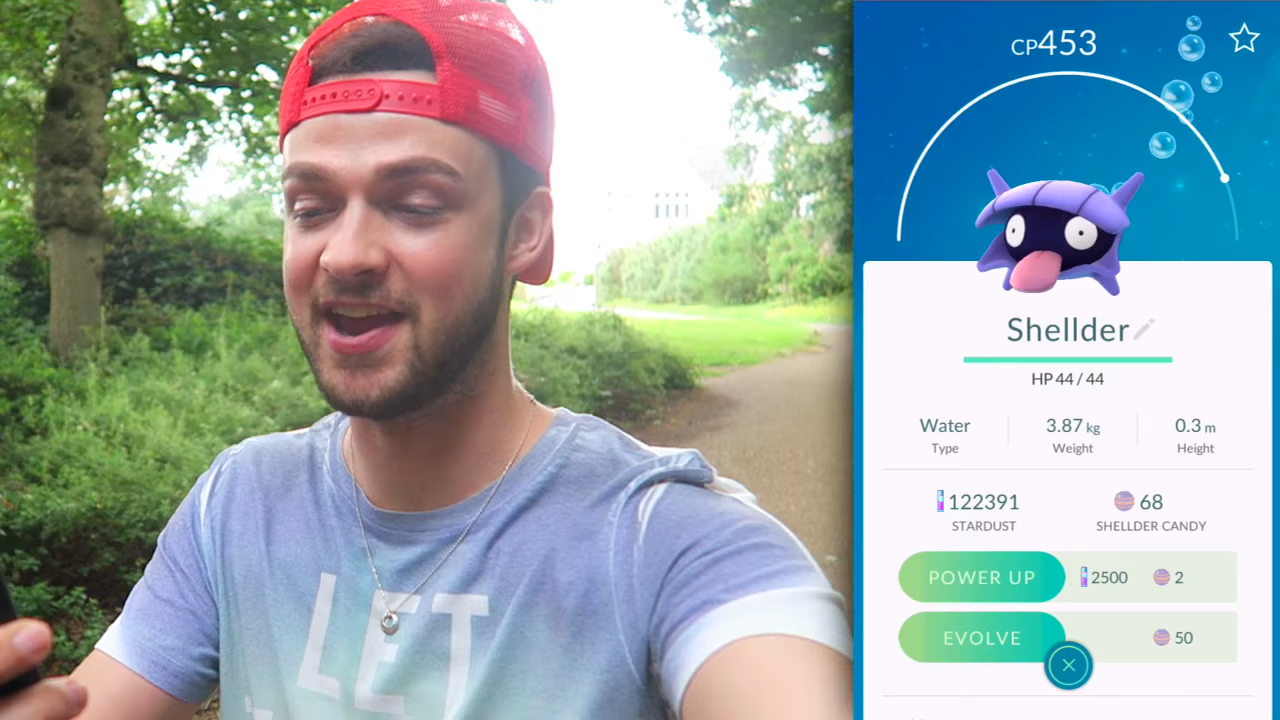 LET
CP453
Shellder
HP 44 / 44
Water
Type
3.87 kg
Weight
0.3 m
Height
122391
STARDUST
68
SHELLDER CANDY
POWER UP
2500
2
EVOLVE
50